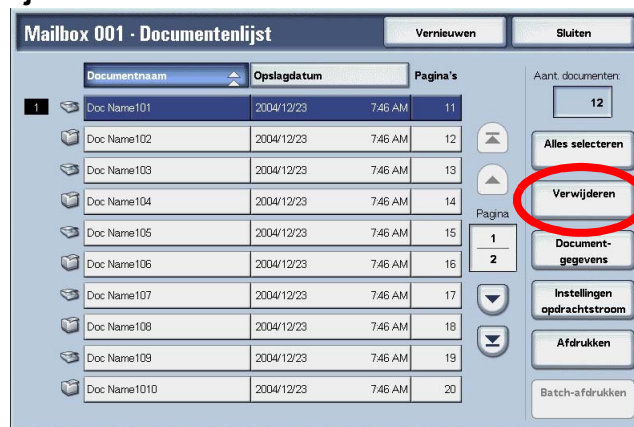 Mailbox 001 - Documentenlijst
Vernieuwen
Sluiten
Documentnaam
Opslagdatum
Pagina's
1
Doc Name101
2004/12/23
7:46 AM
11
Doc Name102
2004/12/23
7:46 AM
12
Doc Name103
2004/12/23
7:46 AM
13
Doc Name104
2004/12/23
7:46 AM
14
Doc Name105
2004/12/23
7:46 AM
15
Doc Name106
2004/12/23
7:46 AM
16
Doc Name107
2004/12/23
7:46 AM
17
Doc Name108
2004/12/23
7:46 AM
18
Doc Name109
2004/12/23
7:46 AM
19
Doc Name1010
2004/12/23
7:46 AM
20
Pagina
1
2
Aant. documenten:
12
Alles selecteren
Verwijderen
Document-
gegevens
Instellingen
opdrachtstroom
Afdrukken
Batch-afdrukken